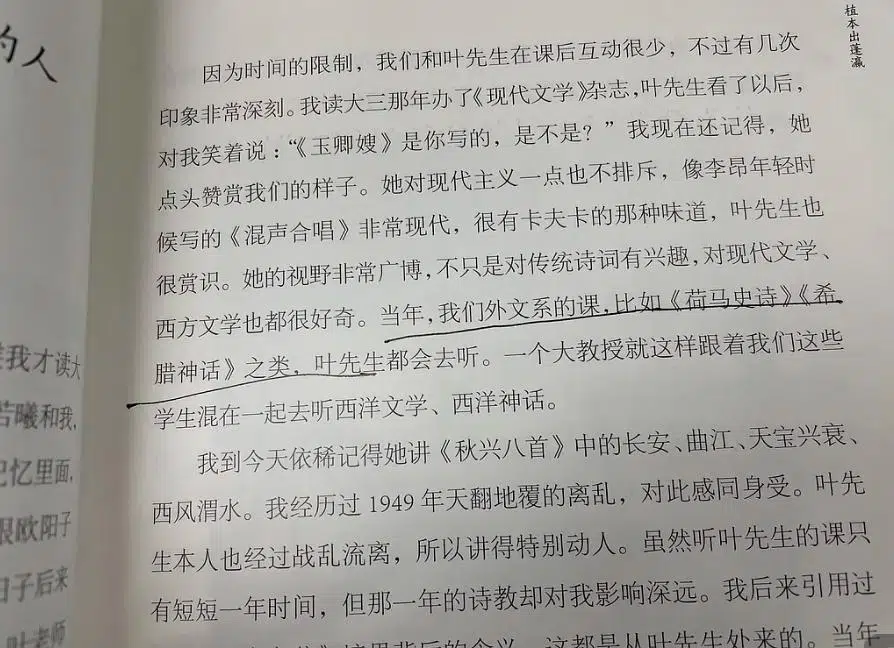 的人
植本出蓬瀛
因为时间的限制，我们和叶先生在课后互动很少，不过有几次
印象非常深刻。我读大三那年办了《现代文学》杂志，叶先生看了以后，
对我笑着说：“《玉卿嫂》是你写的，是不是？”我现在还记得，她
点头赞赏我们的样子。她对现代主义一点也不排斥，像李昂年轻时
候写的《混声合唱》非常现代，很有卡夫卡的那种味道，叶先生也
很赏识。她的视野非常广博，不只是对传统诗词有兴趣，对现代文学、
西方文学也都很好奇。当年，我们外文系的课，比如《荷马史诗》《希
腊神话》之类，叶先生都会去听。一个大教授就这样跟着我们这些
学生混在一起去听西洋文学、西洋神话。
我到今天依稀记得她讲《秋兴八首》中的长安、曲江、天宝兴衰、
西风渭水。我经历过 1949 年天翻地覆的离乱，对此感同身受。叶先
生本人也经过战乱流离，所以讲得特别动人。虽然听叶先生的课只
有短短一年时间，但那一年的诗教却对我影响深远。我后来引用过
背后的含义，这都是从叶先生处来的。当年
我才读大
若曦和我，
记忆里面，
跟欧阳子
日子后来
叶老师